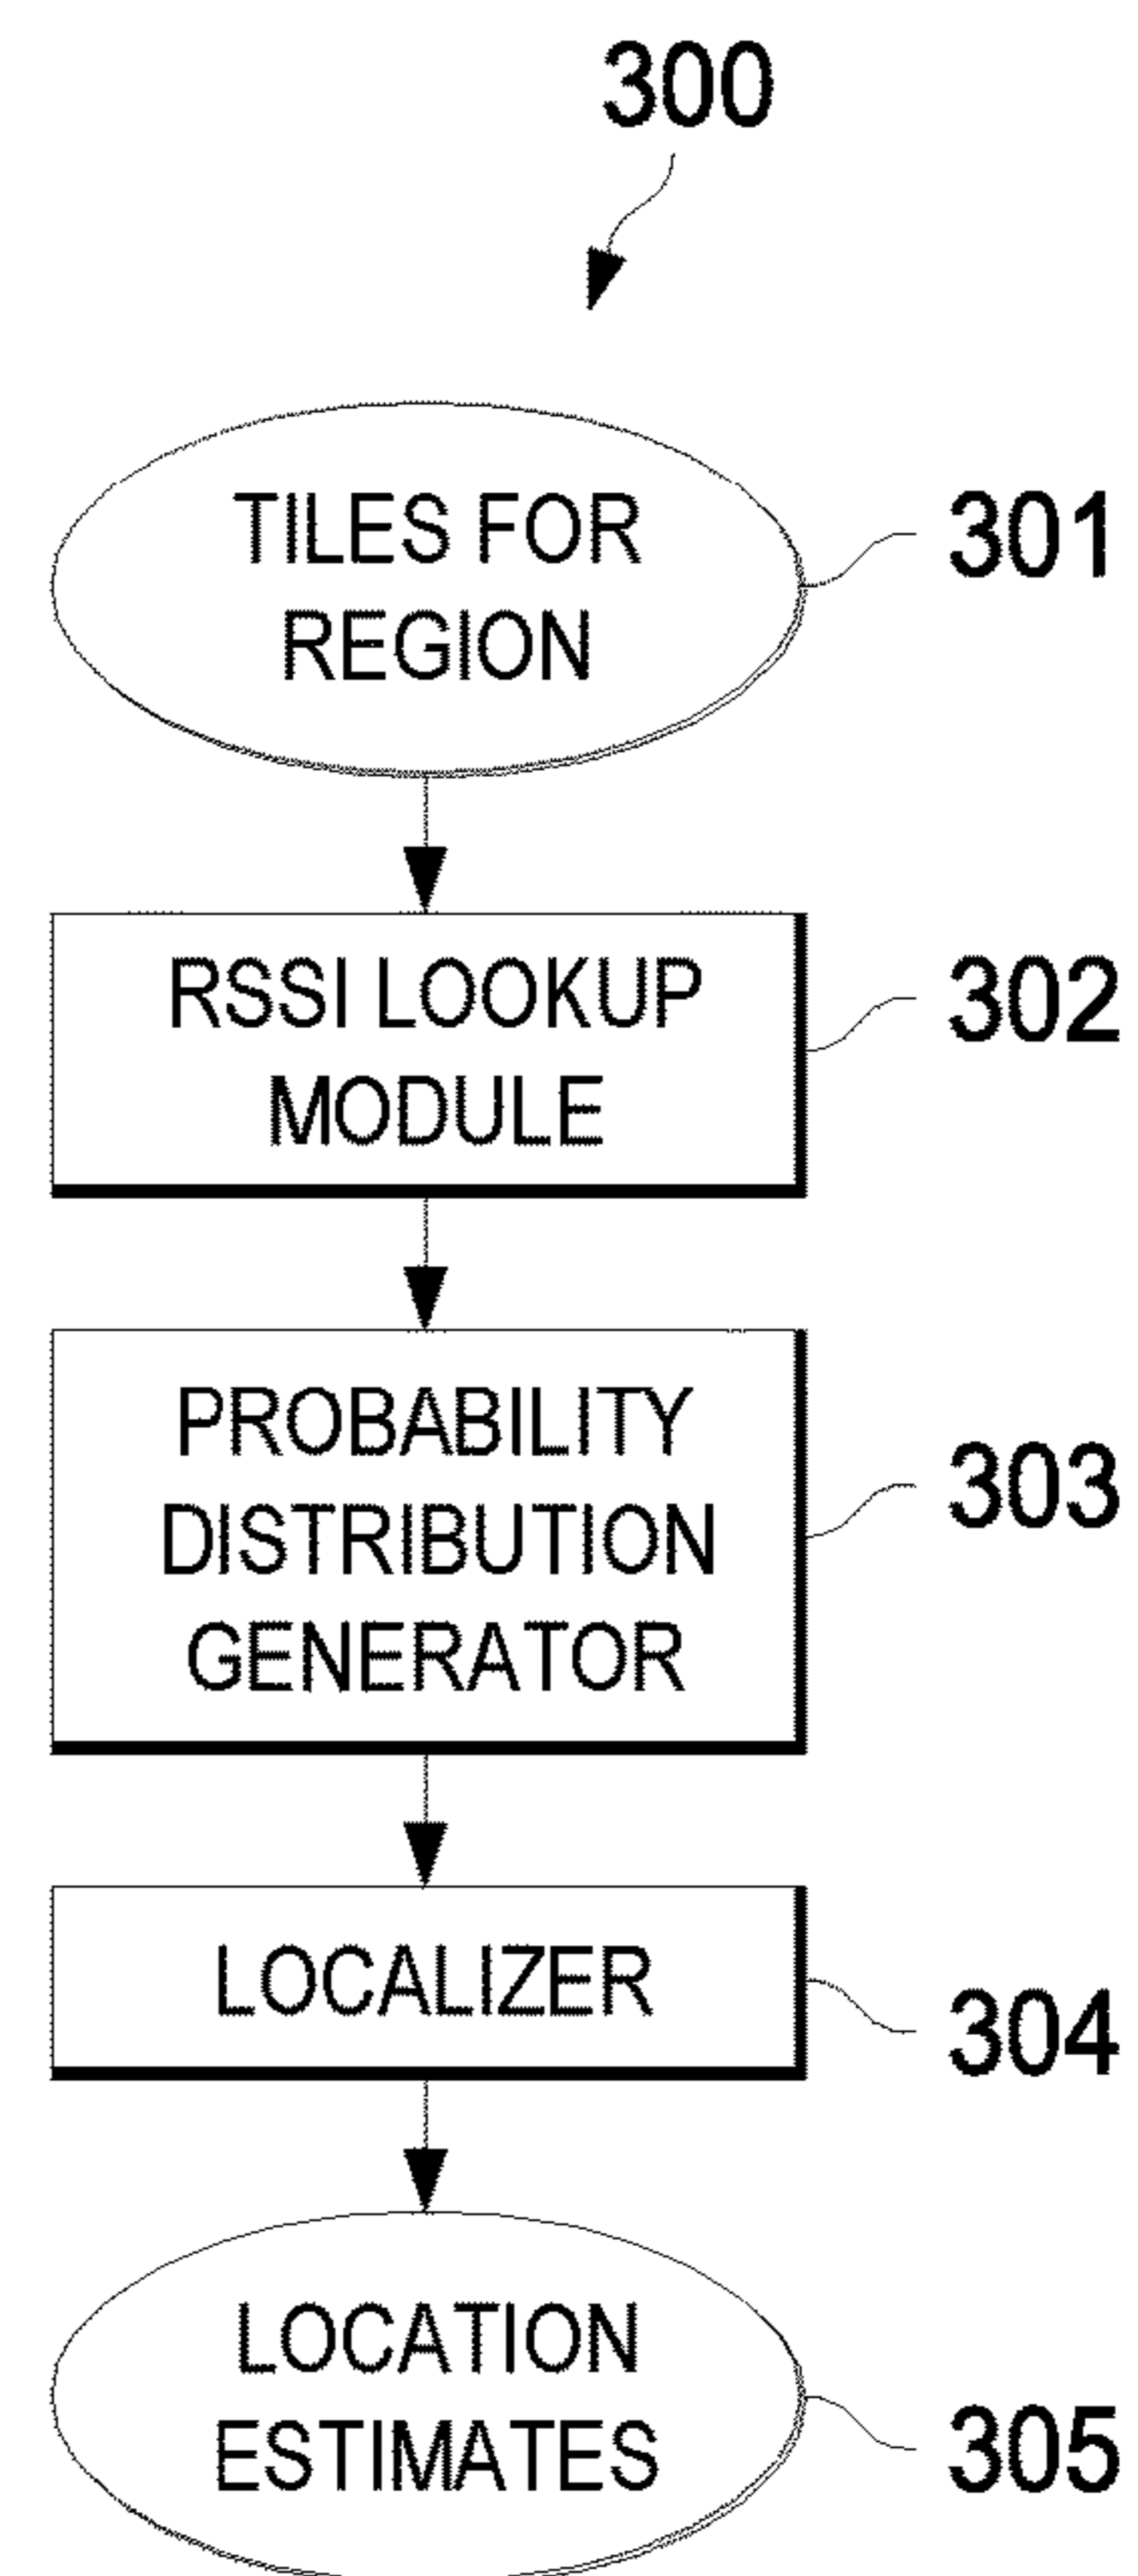 300
TILES FOR
REGION
301
RSSI LOOKUP
MODULE
302
PROBABILITY
DISTRIBUTION
GENERATOR
303
LOCALIZER
304
LOCATION
ESTIMATES
305